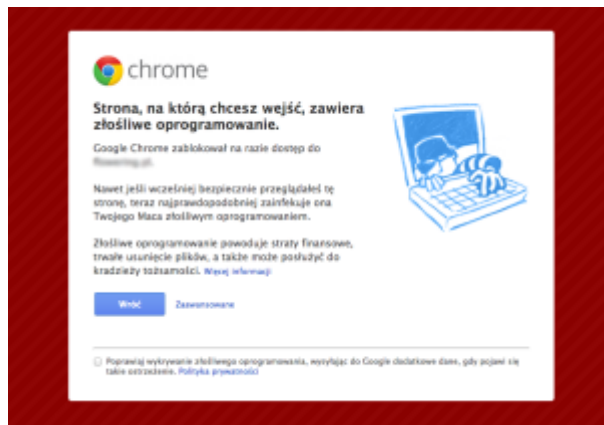 chrome
Strona, na którą chcesz wejść, zawiera
złośliwe oprogramowanie.
Google Chrome zablokował na razie dostęp do
Nawet jeśli wcześniej bezpiecznie przeglądałeś tę
stronę, teraz najprawdopodobniej zainfekuje ona
Twojego Maca złośliwym oprogramowaniem.
Złośliwe oprogramowanie powoduje straty finansowe,
trwałe usunięcie plików, a także może posłużyć do
kradzieży tożsamości. Więcej informacji
Wróć Zaawansowane
Poprawiaj wykrywanie złośliwego oprogramowania, wysyłając do Google dodatkowe dane, gdy pojawi się
takie ostrzeżenie. Polityka prywatności